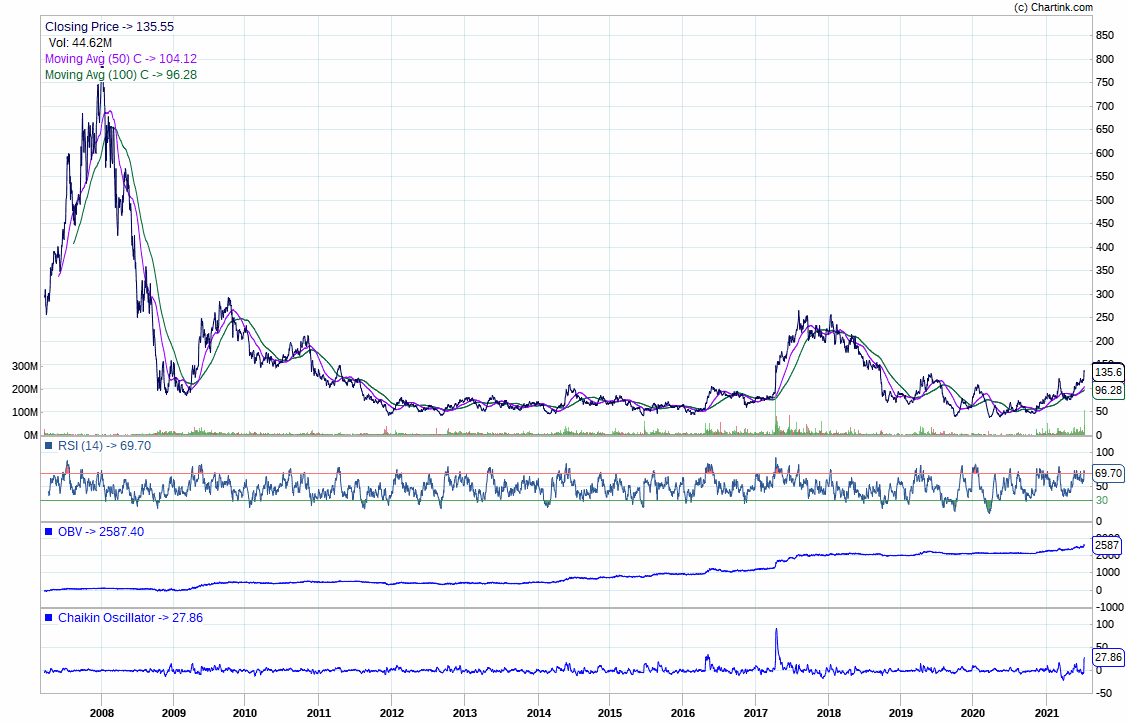 (c) Chartink.com
Closing Price -> 135.55
Vol: 44.62M
Moving Avg (50) C -> 104.12
Moving Avg (100) C -> 96.28
850
800
750
700
650
600
550
500
450
400
350
300
250
200
150
135.6
96.28
50
0
300M
200M
100M
0M
RSI (14) -> 69.70
100
69.70
50
30
0
OBV -> 2587.40
3000
2587
2000
1000
0
-1000
Chaikin Oscillator -> 27.86
100
50
27.86
0
-50
2008 2009 2010 2011 2012 2013 2014 2015 2016 2017 2018 2019 2020 2021